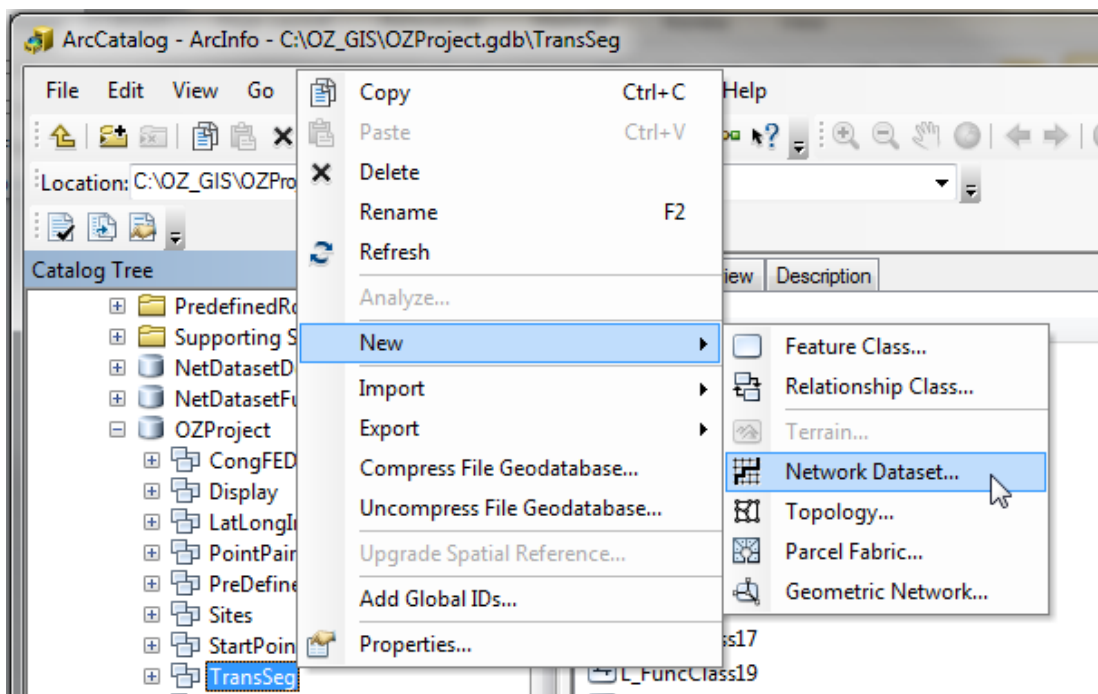 ArcCatalog - ArcInfo - C:\OZ_GIS\OZProject.gdb\TransSeg
File Edit View Go Help
Location: C:\OZ_GIS\OZPro
Catalog Tree
PredefinedRo
Supporting S
NetDatasetD
NetDatasetFu
OZProject
CongFED
Display
LatLongI
PointPair
PreDefine
Sites
StartPoin
TransSeg
Copy Ctrl+C
Paste Ctrl+V
Delete
Rename F2
Refresh
Analyze...
New
Import
Export
Compress File Geodatabase...
Uncompress File Geodatabase...
Upgrade Spatial Reference...
Add Global IDs...
Properties...
iew Description
Feature Class...
Relationship Class...
Terrain...
Network Dataset...
Topology...
Parcel Fabric...
Geometric Network...
ss17
L_FuncClass19